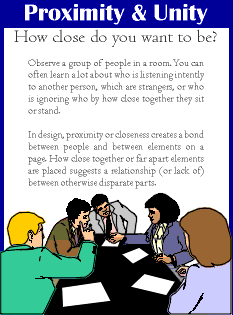 Proximity & Unity
How close do you want to be?
Observe a group of people in a room. You can
often learn a lot about who is listening intently
to another person, which are strangers, or who
is ignoring who by how close together they sit
or stand.
In design, proximity or closeness creates a bond
between people and between elements on a
page. How close together or far apart elements
are placed suggests a relationship (or lack of)
between otherwise disparate parts.